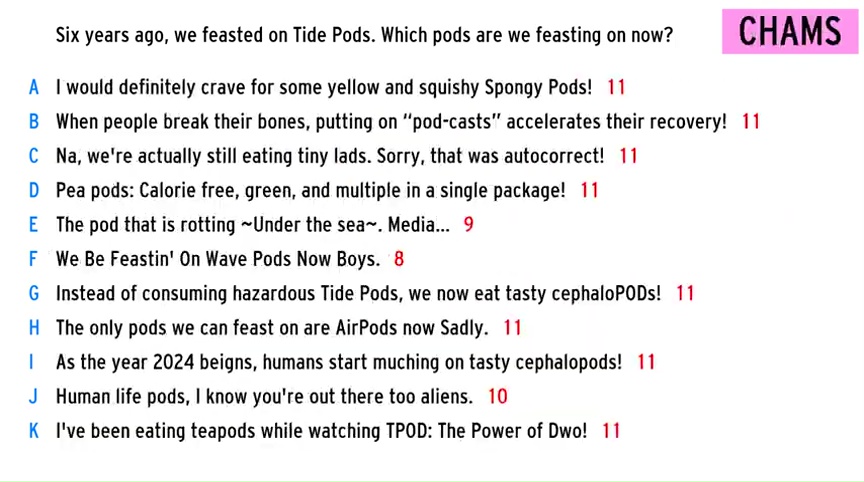 Six years ago, we feasted on Tide Pods. Which pods are we feasting on now?
CHAMS
A I would definitely crave for some yellow and squishy Spongy Pods! 11
B When people break their bones, putting on “pod-casts” accelerates their recovery! 11
C Na, we're actually still eating tiny lads. Sorry, that was autocorrect! 11
D Pea pods: Calorie free, green, and multiple in a single package! 11
E The pod that is rotting ~Under the sea~. Media... 9
F We Be Feastin' On Wave Pods Now Boys. 8
G Instead of consuming hazardous Tide Pods, we now eat tasty cephaloPODs! 11
H The only pods we can feast on are AirPods now Sadly. 11
I As the year 2024 beigns, humans start muching on tasty cephalopods! 11
J Human life pods, I know you're out there too aliens. 10
K I've been eating teapods while watching TPOD: The Power of Dwo! 11